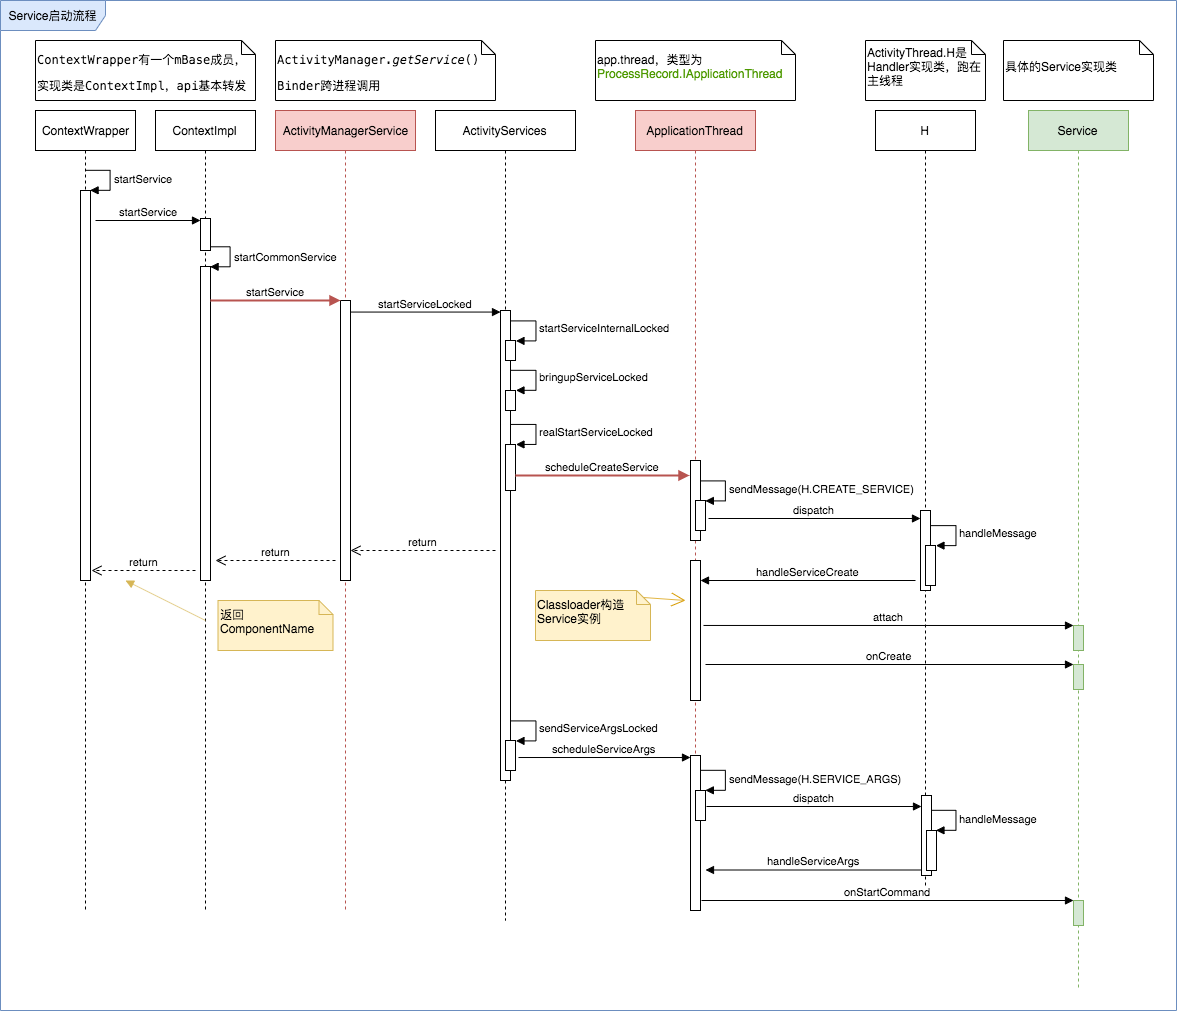 Service启动流程
ContextWrapper有一个mBase成员,
实现类是ContextImpl, api基本转发
ActivityManager.getService()
Binder跨进程调用
app.thread, 类型为
ProcessRecord.IApplicationThread
ActivityThread.H是
Handler实现类, 跑在
主线程
具体的Service实现类
ContextWrapper
ContextImpl
ActivityManagerService
ActivityServices
ApplicationThread
H
Service
startService
startService
startCommonService
startService
startServiceLocked
startServiceInternalLocked
bringupServiceLocked
realStartServiceLocked
scheduleCreateService
sendMessage(H.CREATE_SERVICE)
dispatch
handleMessage
return
return
return
handleServiceCreate
返回
ComponentName
Classloader构造
Service实例
attach
onCreate
sendServiceArgsLocked
scheduleServiceArgs
sendMessage(H.SERVICE_ARGS)
dispatch
handleMessage
handleServiceArgs
onStartCommand